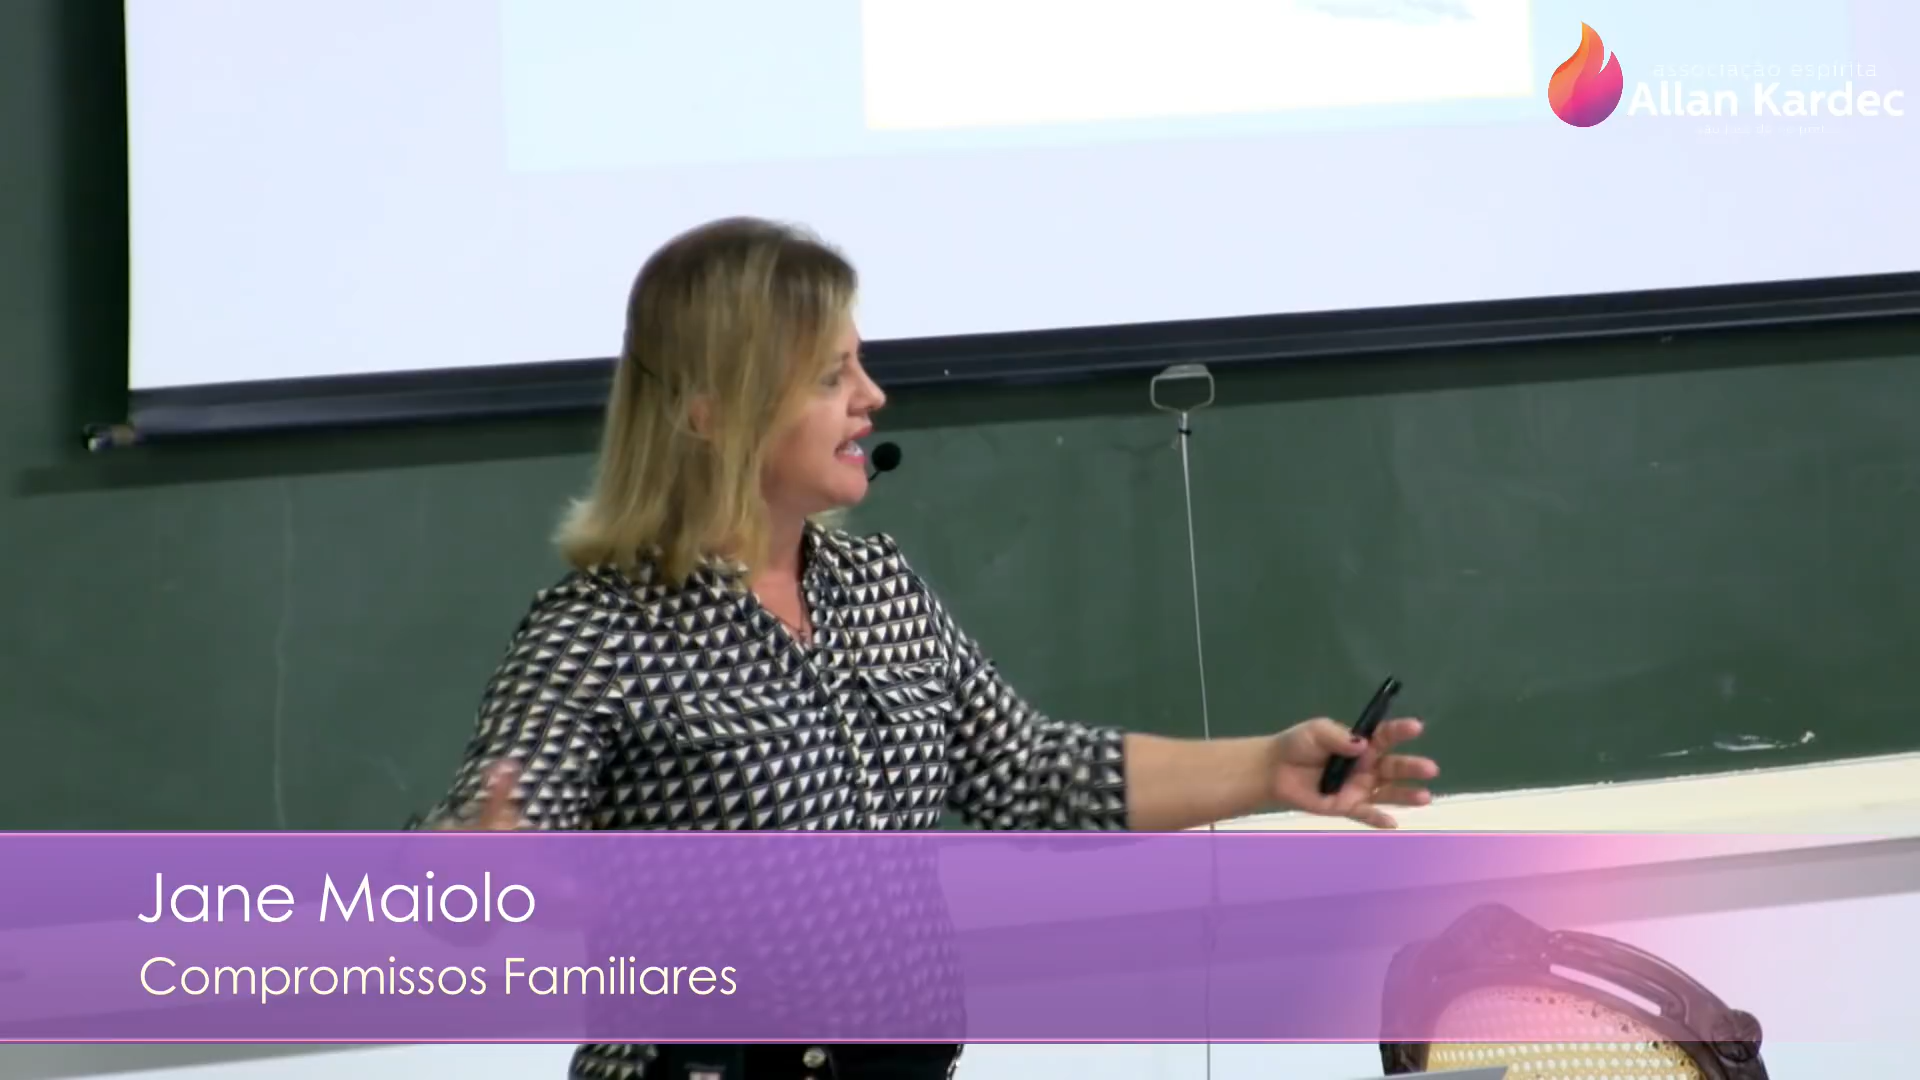 associação espírita
Allan Kardec
Jane Maiolo
Compromissos Familiares